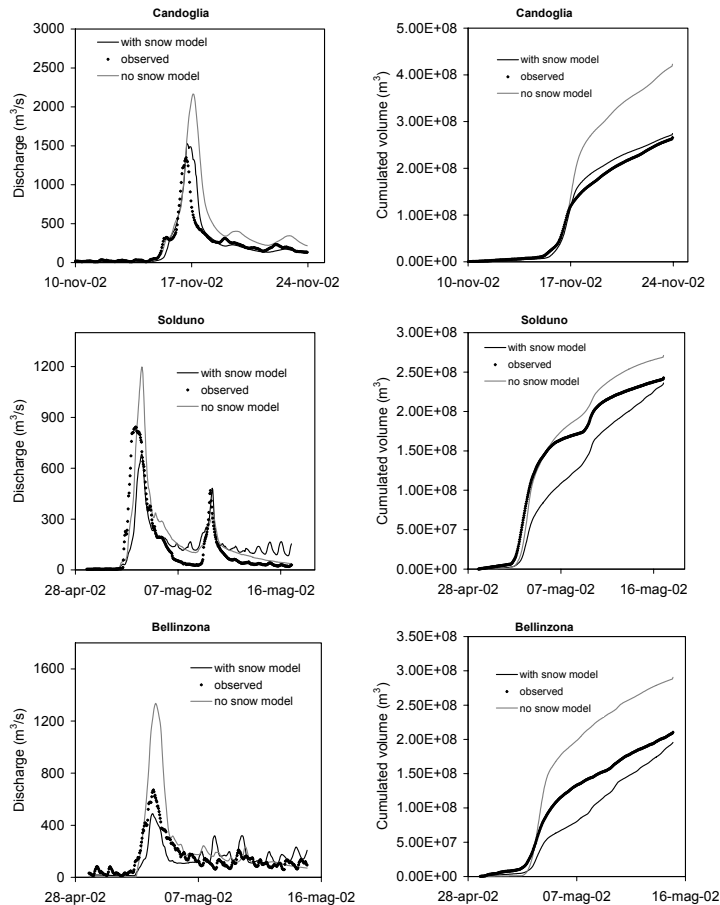 Candoglia
3000
2500
2000
1500
1000
500
0
Discharge (m³/s)
with snow model
observed
no snow model
10-nov-02 17-nov-02 24-nov-02
Candoglia
5.00E+08
4.00E+08
3.00E+08
2.00E+08
1.00E+08
0.00E+00
Cumulated volume (m³)
with snow model
observed
no snow model
10-nov-02 17-nov-02 24-nov-02
Solduno
1200
900
600
300
0
Discharge (m³/s)
with snow model
observed
no snow model
28-apr-02 07-mag-02 16-mag-02
Solduno
3.00E+08
2.50E+08
2.00E+08
1.50E+08
1.00E+08
5.00E+07
0.00E+00
Cumulated volume (m³)
with snow model
observed
no snow model
28-apr-02 07-mag-02 16-mag-02
Bellinzona
1600
1200
800
400
0
Discharge (m³/s)
with snow model
observed
no snow model
28-apr-02 07-mag-02 16-mag-02
Bellinzona
3.50E+08
3.00E+08
2.50E+08
2.00E+08
1.50E+08
1.00E+08
5.00E+07
0.00E+00
Cumulated volume (m³)
with snow model
observed
no snow model
28-apr-02 07-mag-02 16-mag-02